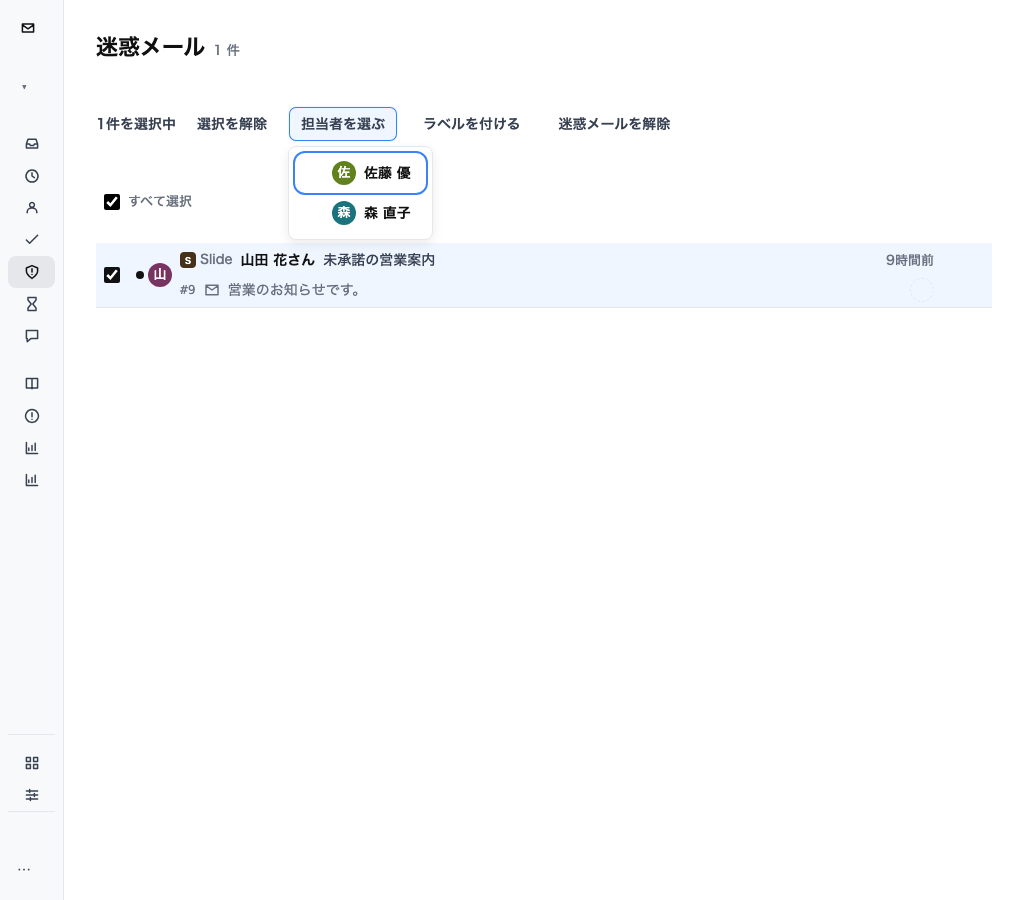 迷惑メール 1 件
1件を選択中 選択を解除 担当者を選ぶ ラベルを付ける 迷惑メールを解除
佐 佐藤 優
森 森 直子
すべて選択
山 s Slide 山田 花さん 未承諾の営業案内 9時間前
#9 営業のお知らせです。